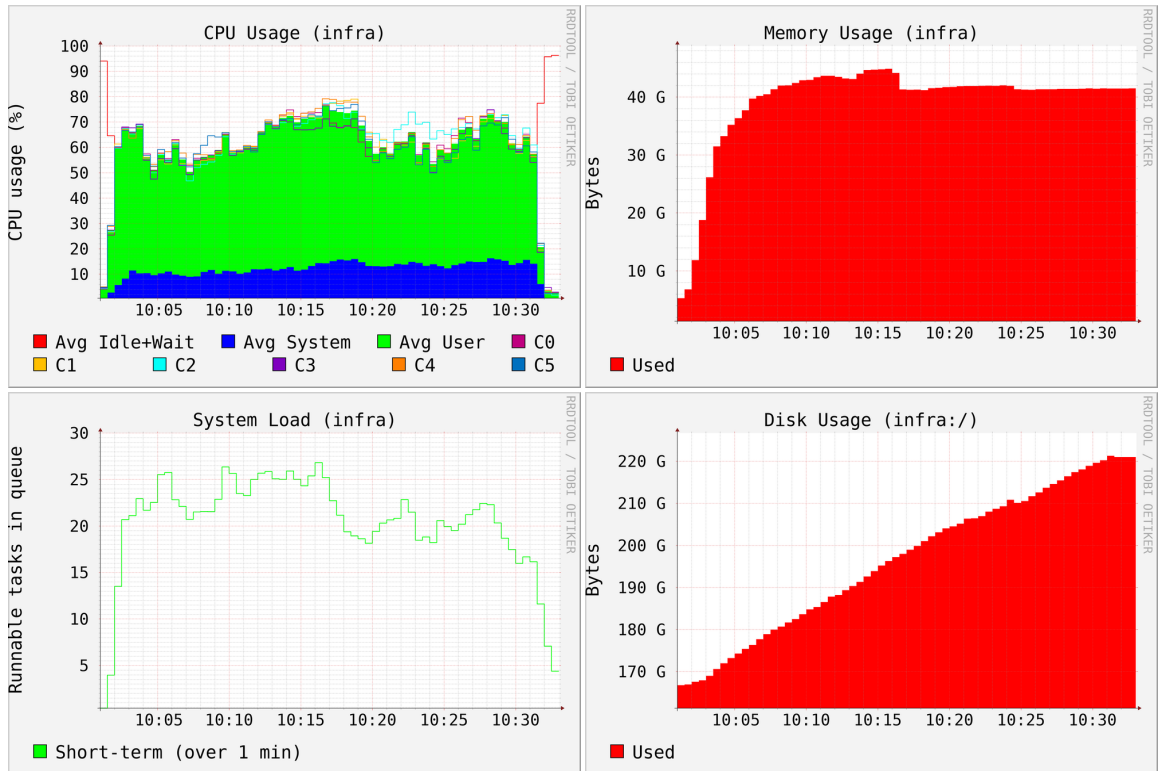 CPU Usage (infra)
RRDTOOL / TOBI OETIKER
CPU usage (%)
100
90
80
70
60
50
40
30
20
10
10:05 10:10 10:15 10:20 10:25 10:30
Avg Idle+Wait Avg System Avg User C0
C1 C2 C3 C4 C5
Memory Usage (infra)
RRDTOOL / TOBI OETIKER
Bytes
40 G
30 G
20 G
10 G
10:05 10:10 10:15 10:20 10:25 10:30
Used
System Load (infra)
RRDTOOL / TOBI OETIKER
Runnable tasks in queue
30
25
20
15
10
5
10:05 10:10 10:15 10:20 10:25 10:30
Short-term (over 1 min)
Disk Usage (infra:/)
RRDTOOL / TOBI OETIKER
Bytes
220 G
210 G
200 G
190 G
180 G
170 G
10:05 10:10 10:15 10:20 10:25 10:30
Used